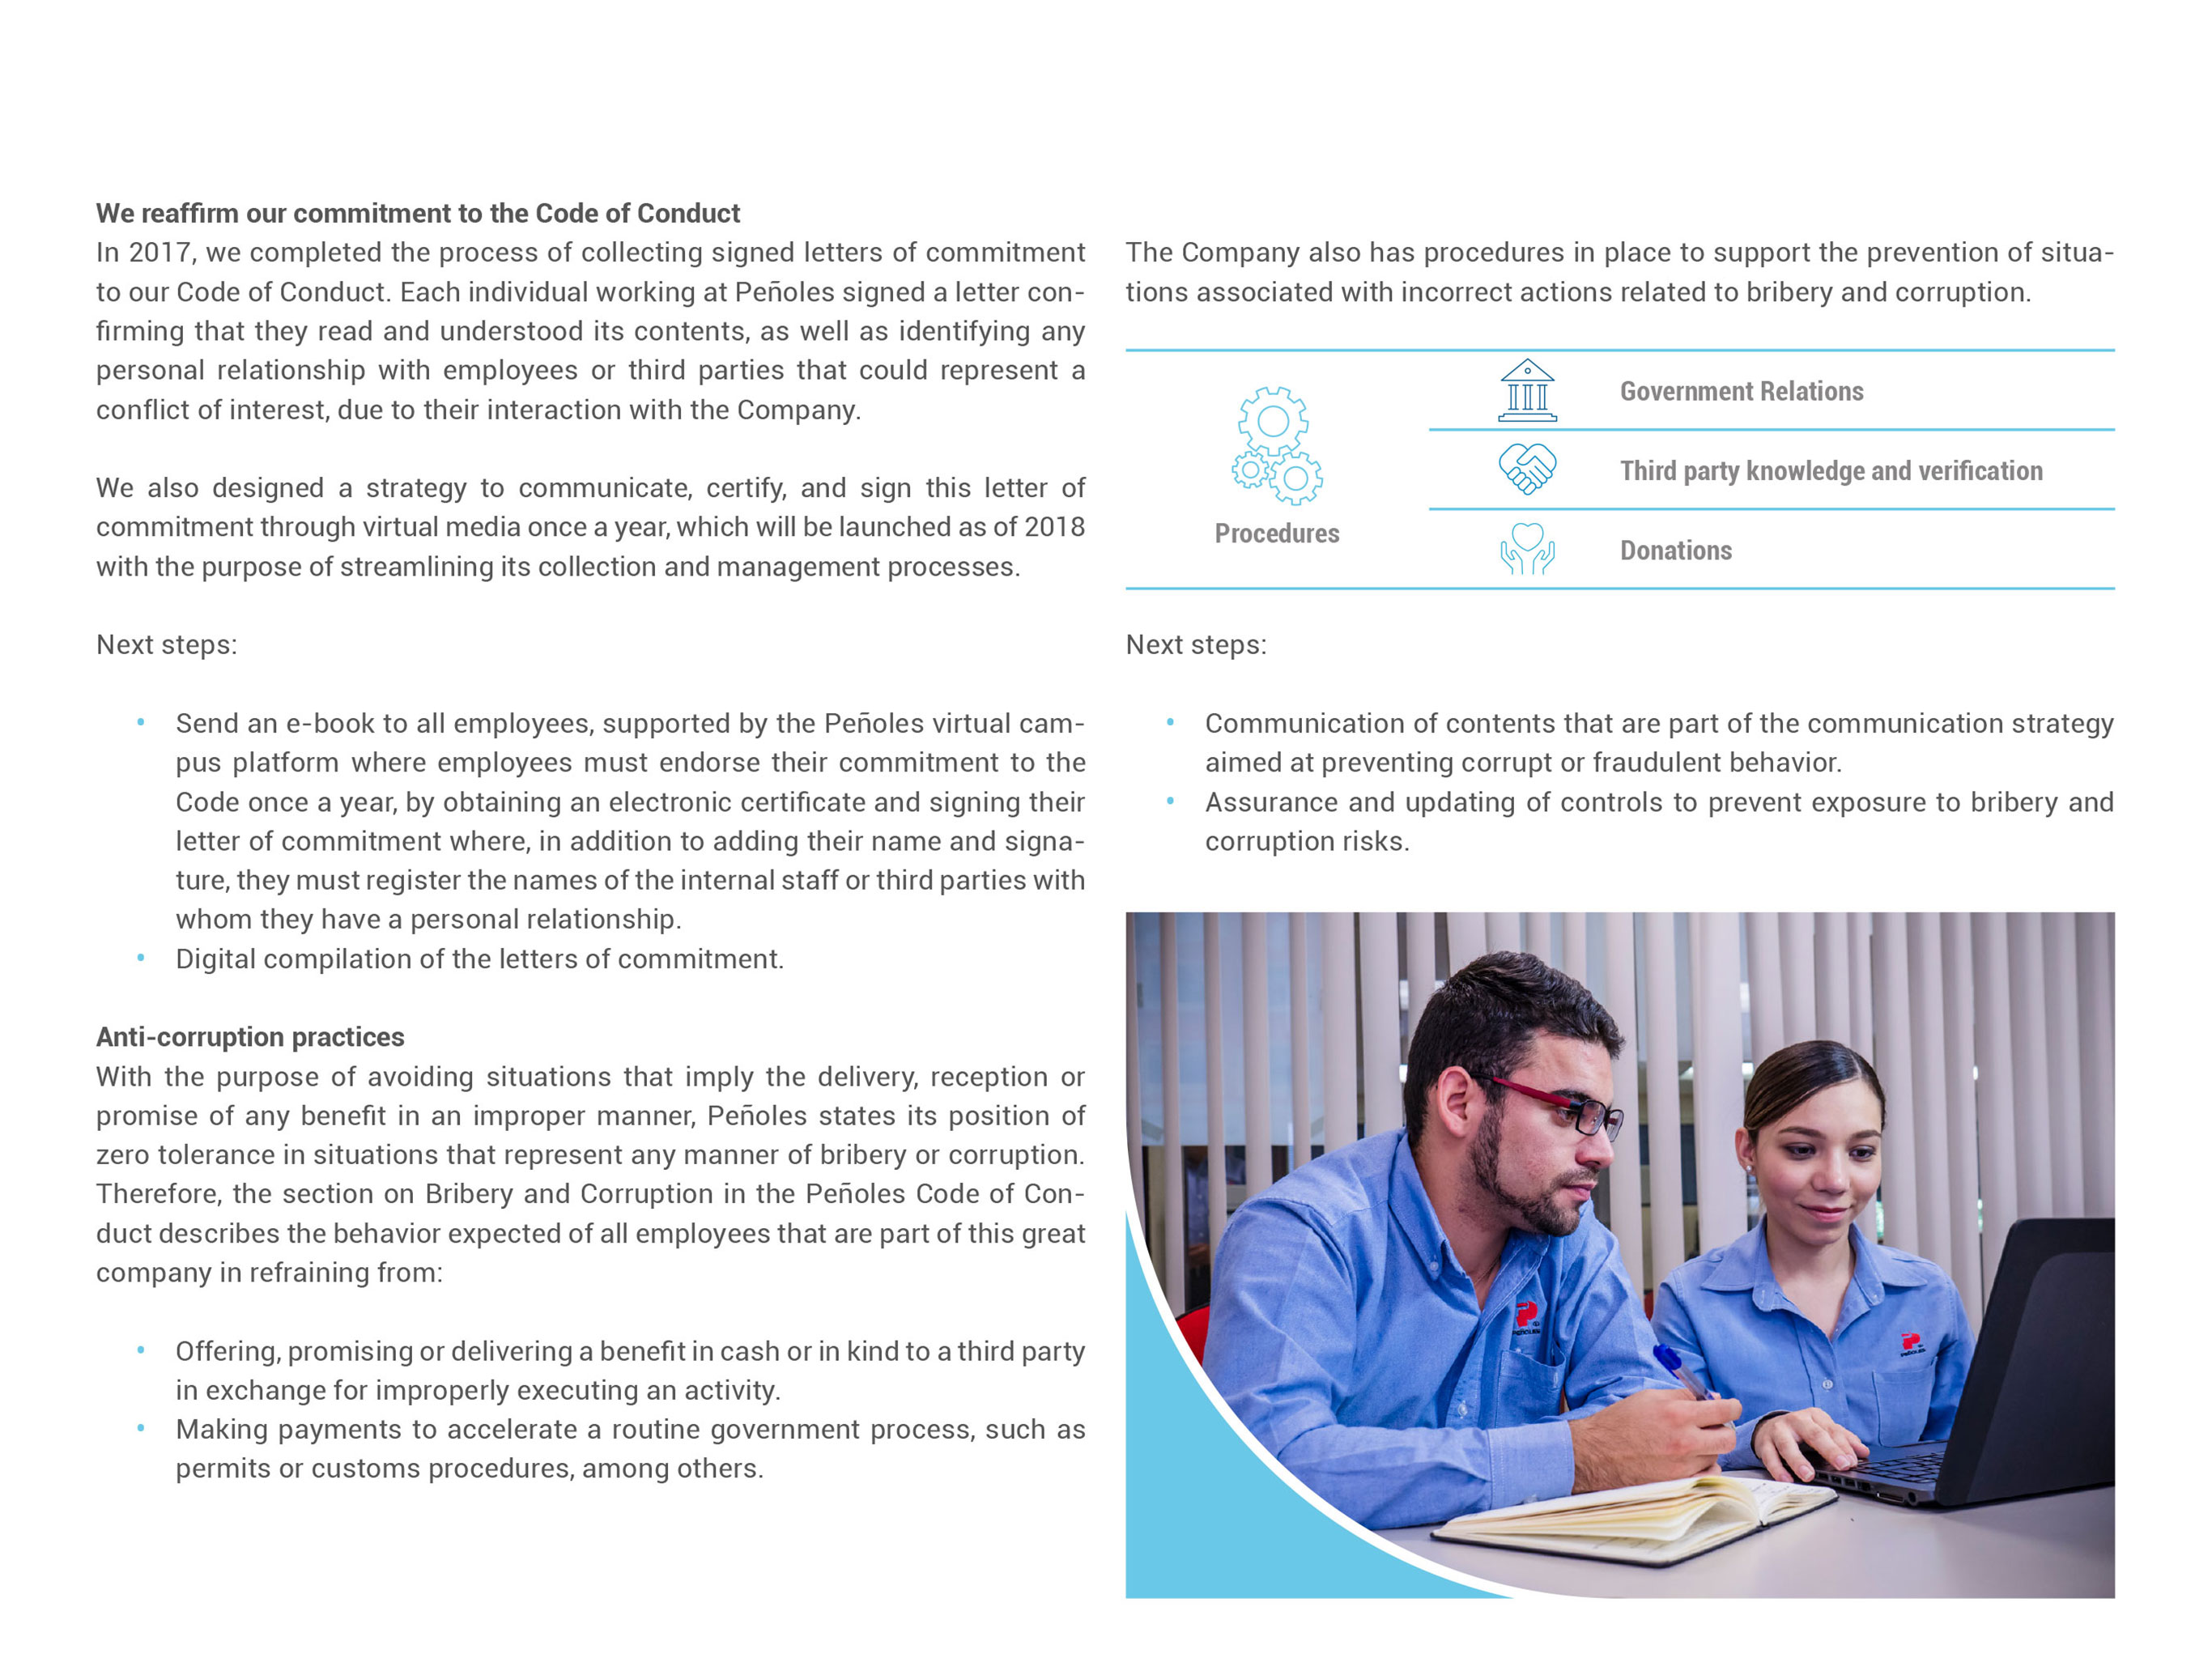 We reaffirm our commitment to the Code of Conduct
In 2017, we completed the process of collecting signed letters of commitment
to our Code of Conduct. Each individual working at Peñoles signed a letter con-
firming that they read and understood its contents, as well as identifying any
personal relationship with employees or third parties that could represent a
conflict of interest, due to their interaction with the Company.
We also designed a strategy to communicate, certify, and sign this letter of
commitment through virtual media once a year, which will be launched as of 2018
with the purpose of streamlining its collection and management processes.
Next steps:
• Send an e-book to all employees, supported by the Peñoles virtual cam-
pus platform where employees must endorse their commitment to the
Code once a year, by obtaining an electronic certificate and signing their
letter of commitment where, in addition to adding their name and signa-
ture, they must register the names of the internal staff or third parties with
whom they have a personal relationship.
• Digital compilation of the letters of commitment.
Anti-corruption practices
With the purpose of avoiding situations that imply the delivery, reception or
promise of any benefit in an improper manner, Peñoles states its position of
zero tolerance in situations that represent any manner of bribery or corruption.
Therefore, the section on Bribery and Corruption in the Peñoles Code of Con-
duct describes the behavior expected of all employees that are part of this great
company in refraining from:
• Offering, promising or delivering a benefit in cash or in kind to a third party
in exchange for improperly executing an activity.
• Making payments to accelerate a routine government process, such as
permits or customs procedures, among others.
The Company also has procedures in place to support the prevention of situa-
tions associated with incorrect actions related to bribery and corruption.
Procedures
Government Relations
Third party knowledge and verification
Donations
Next steps:
• Communication of contents that are part of the communication strategy
aimed at preventing corrupt or fraudulent behavior.
• Assurance and updating of controls to prevent exposure to bribery and
corruption risks.
PEÑOLES
PEÑOLES